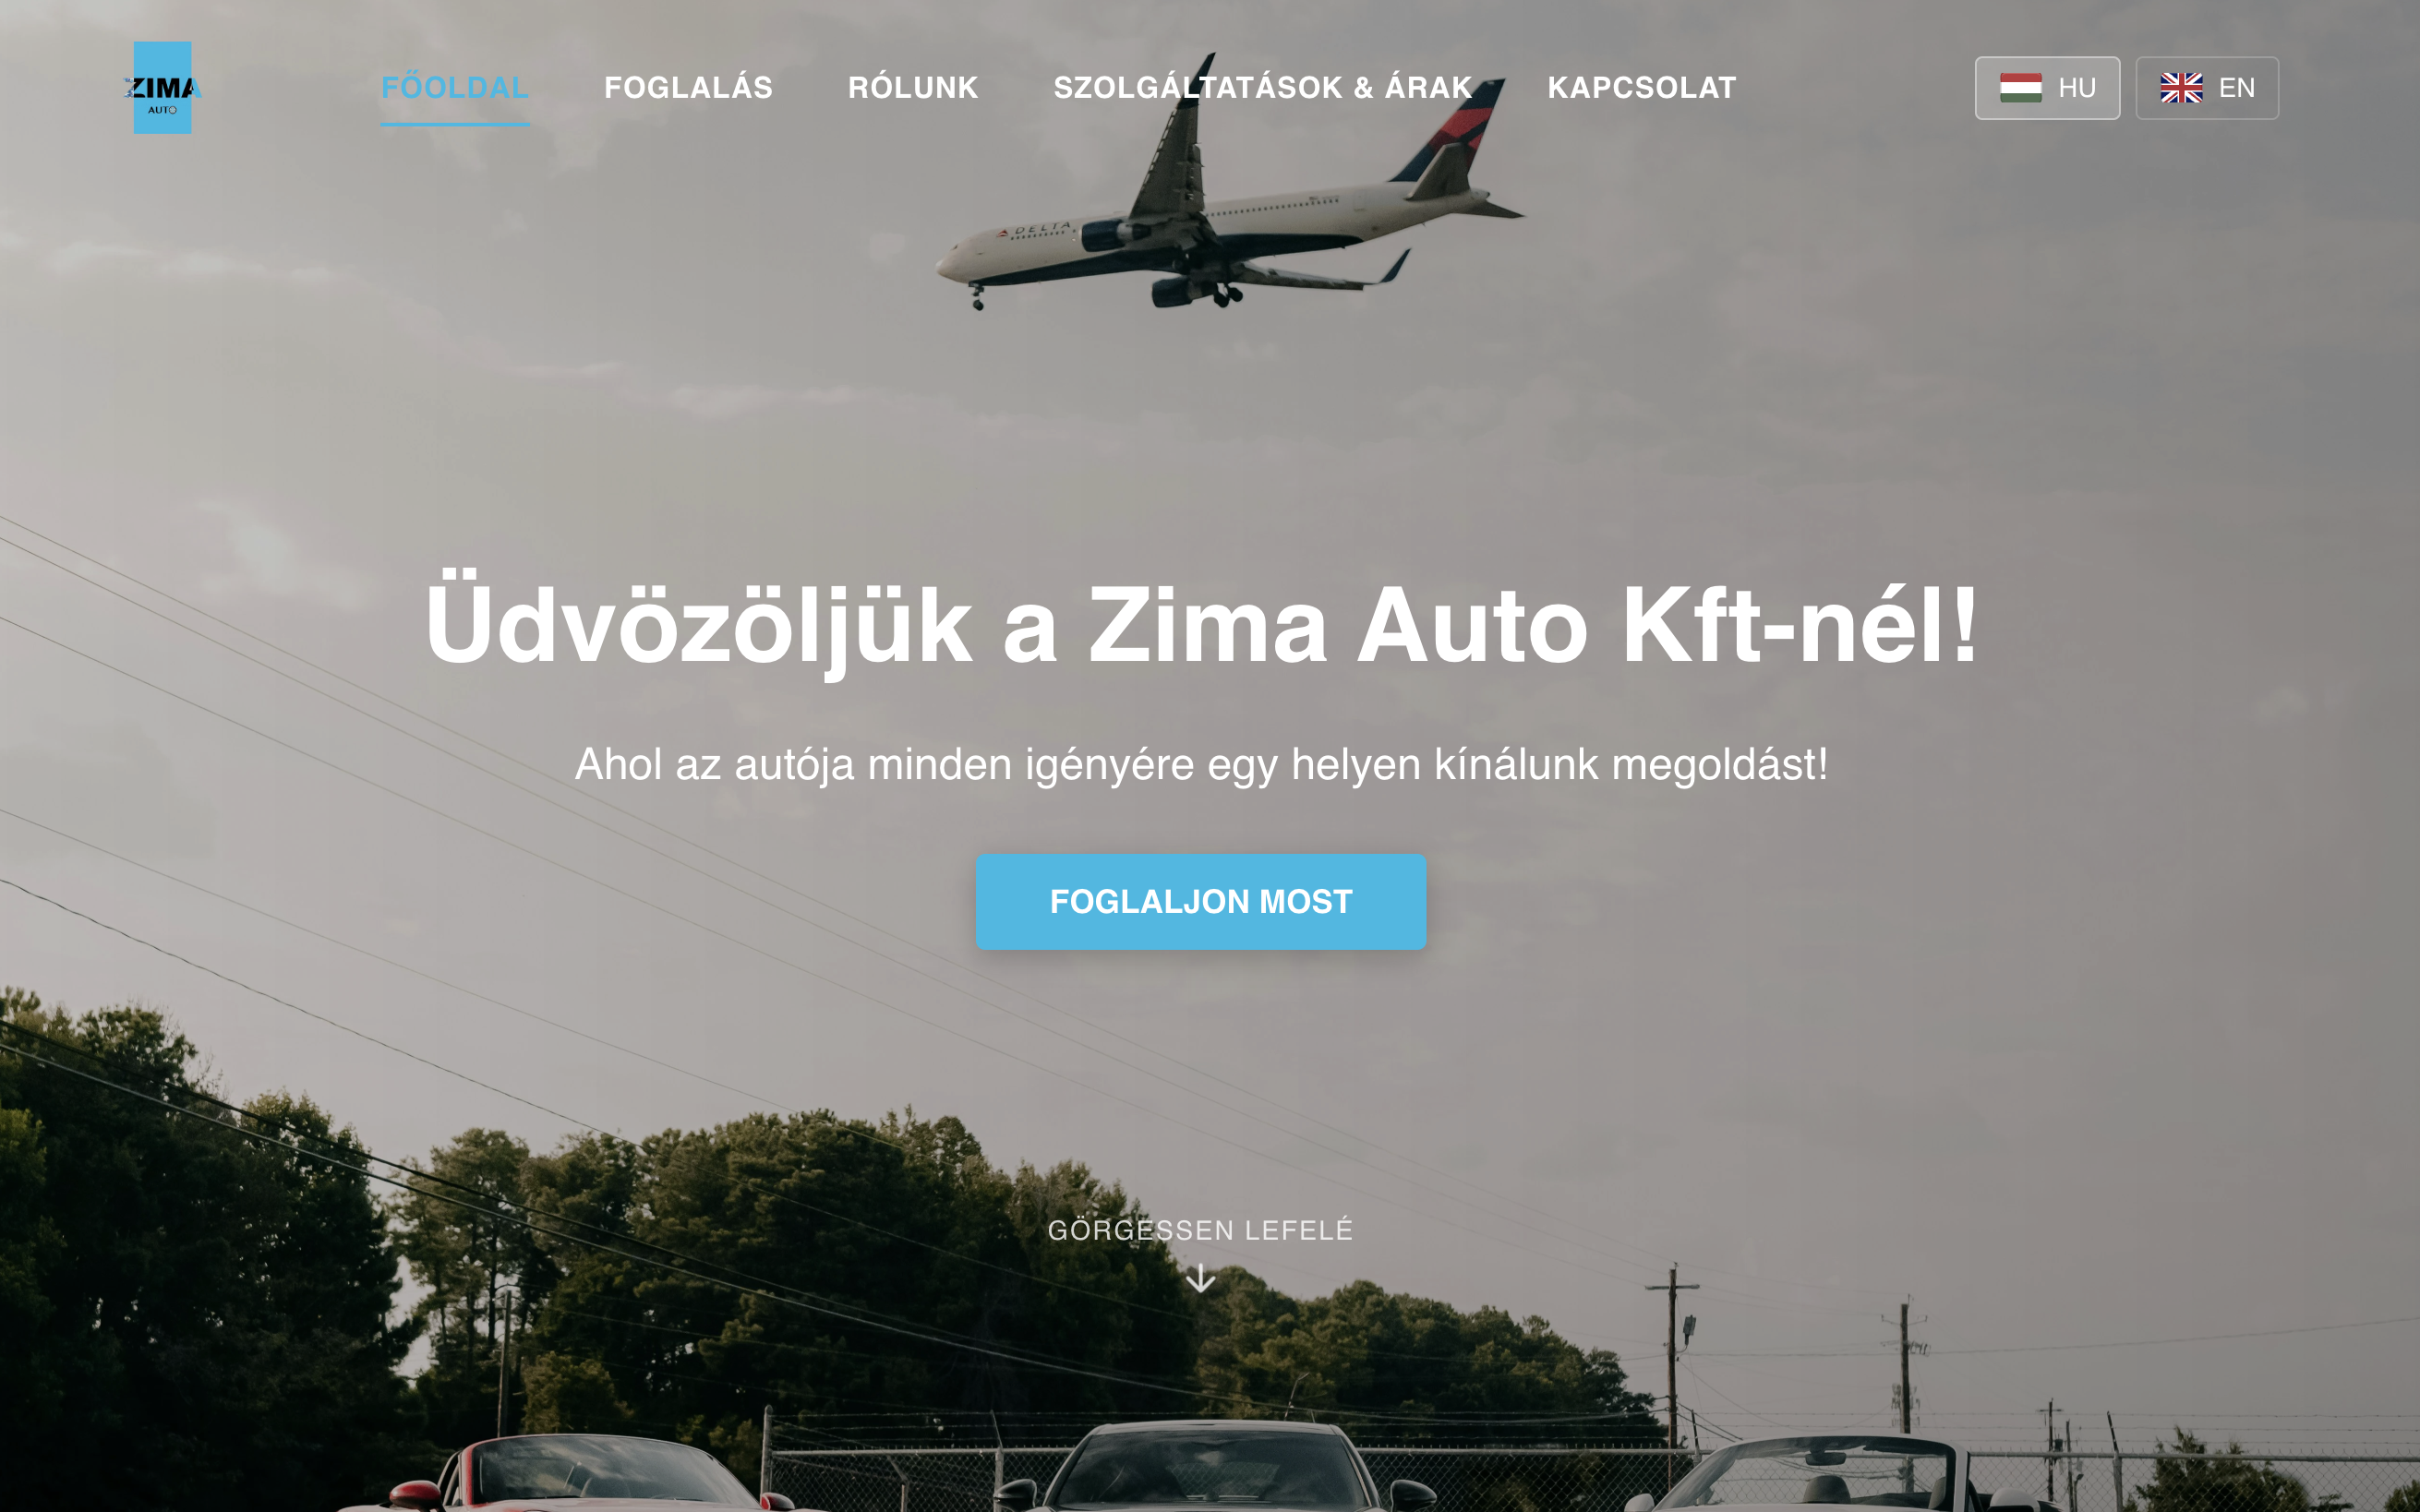 ZIMA
AUTO
FŐOLDAL
FOGLALÁS
RÓLUNK
SZOLGÁLTATÁSOK & ÁRAK
KAPCSOLAT
HU
EN
DELTA
Üdvözöljük a Zima Auto Kft-nél!
Ahol az autója minden igényére egy helyen kínálunk megoldást!
FOGLALJON MOST
GÖRGESSEN LEFELÉ